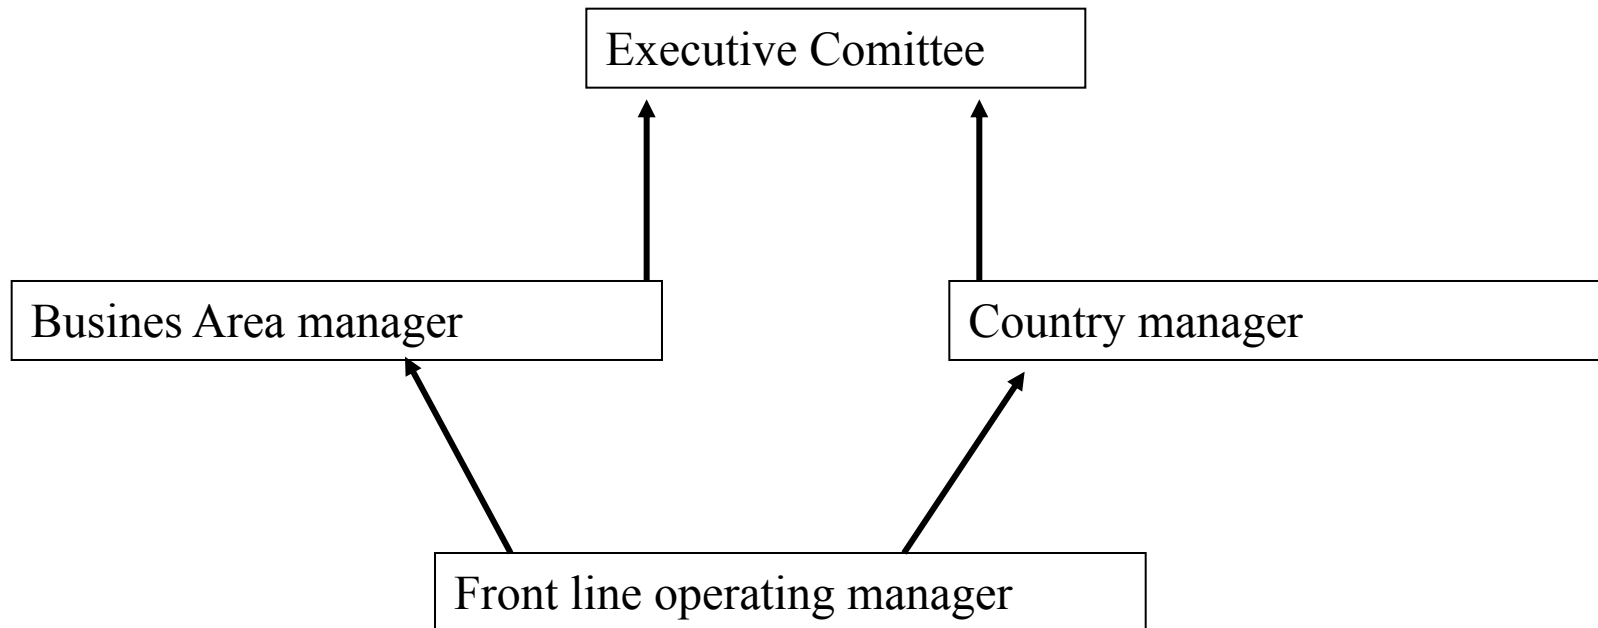 Executive Comittee
Busines Area manager
Country manager
Front line operating manager